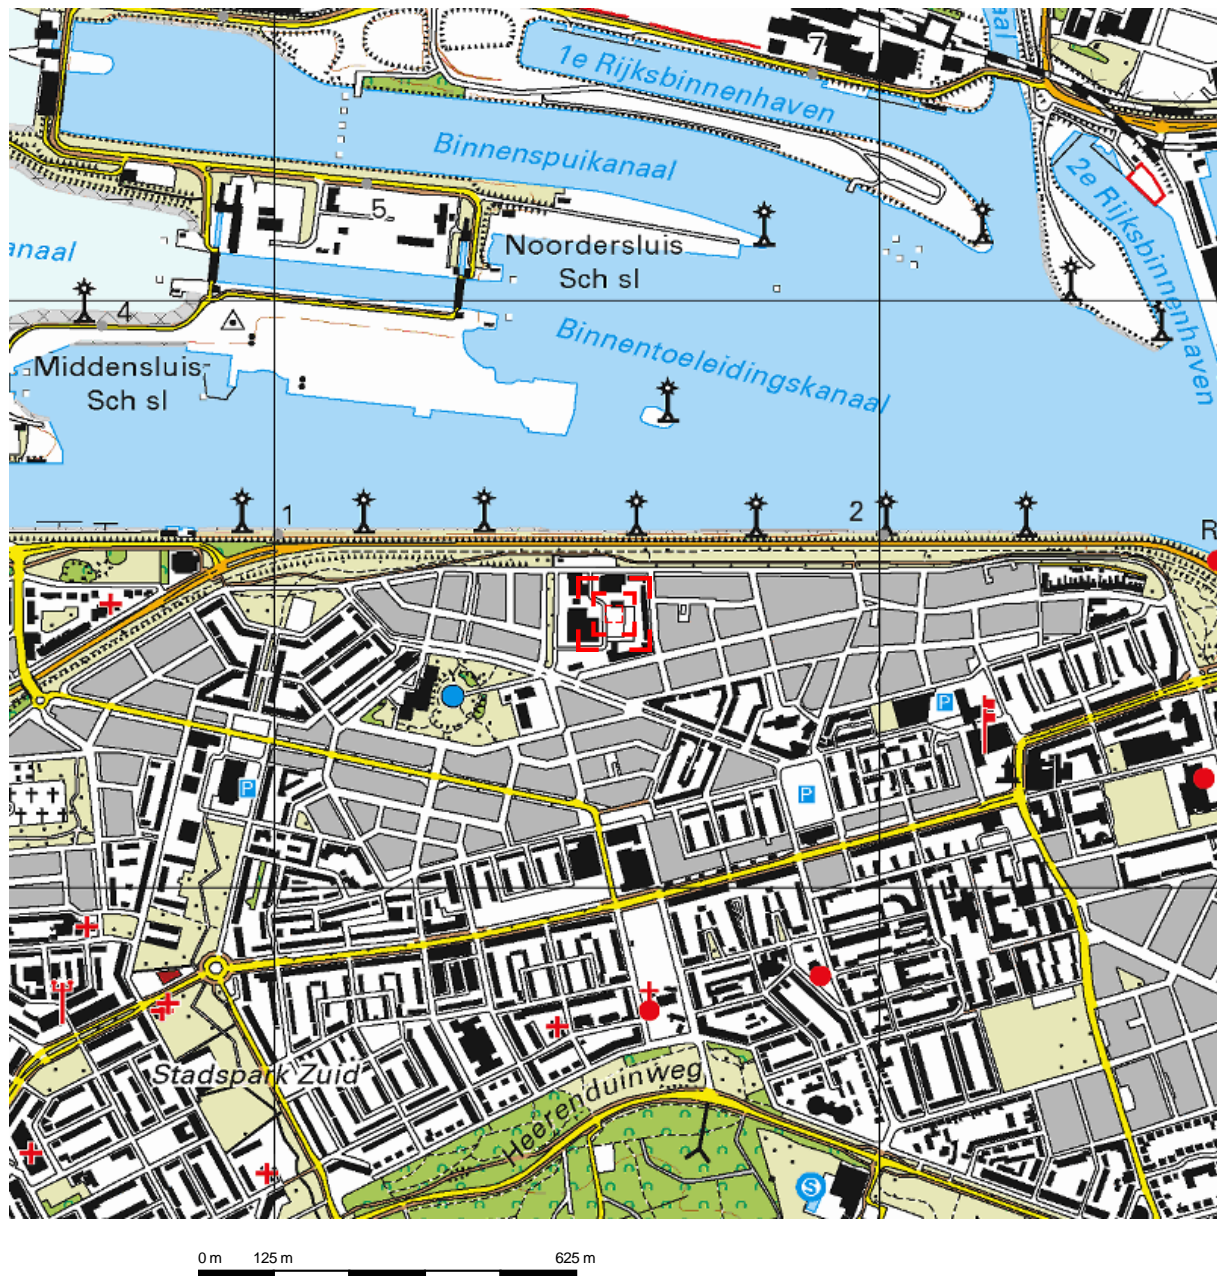 aal
7
1e Rijksbinnenhaven
Binnenspuikanaal
2e Rijksbinnenhaven
5
anaal
Noordersluis
Sch sl
4
Binnentoeleidingskanaal
Middensluis
Sch sl
1
2
R
P
P
P
Stadspark Zuid
Heerenduinweg
S
0 m 125 m 625 m